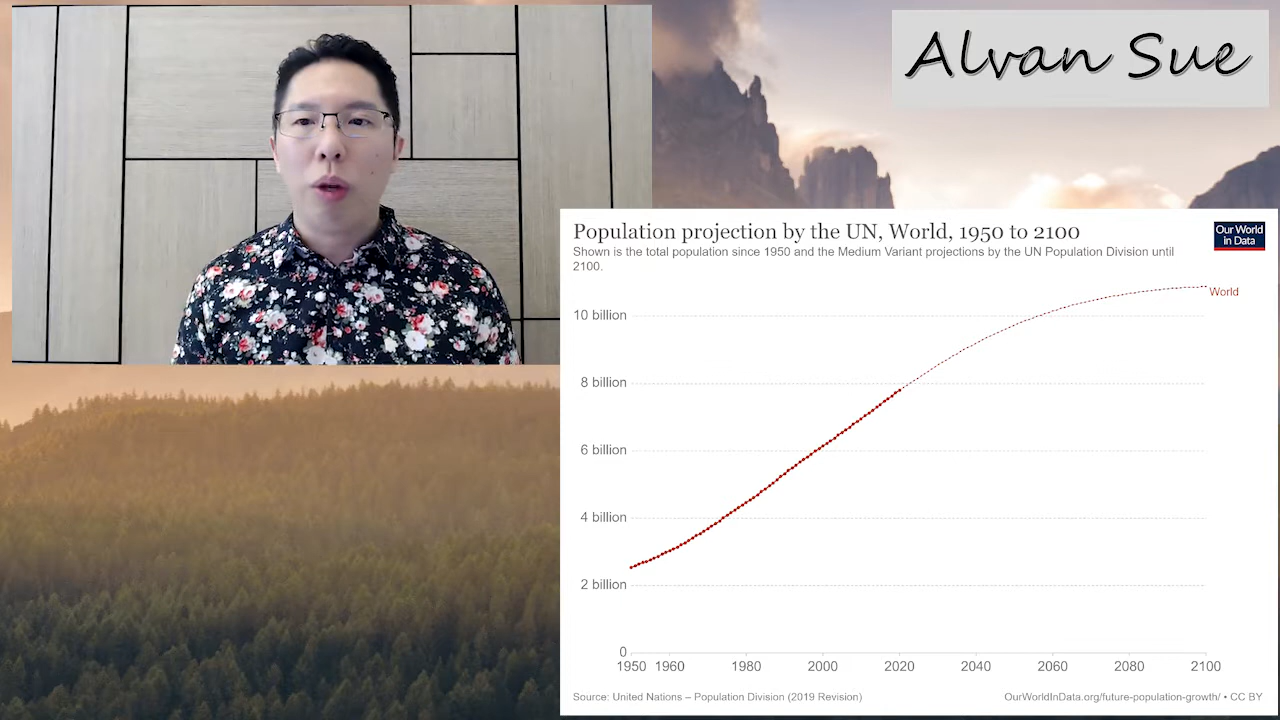 Alvan Sue
Population projection by the UN, World, 1950 to 2100
Shown is the total population since 1950 and the Medium Variant projections by the UN Population Division until
2100.
Our World
in Data
World
10 billion
8 billion
6 billion
4 billion
2 billion
0
1950 1960 1980 2000 2020 2040 2060 2080 2100
Source: United Nations – Population Division (2019 Revision)
OurWorldInData.org/future-population-growth/ • CC BY